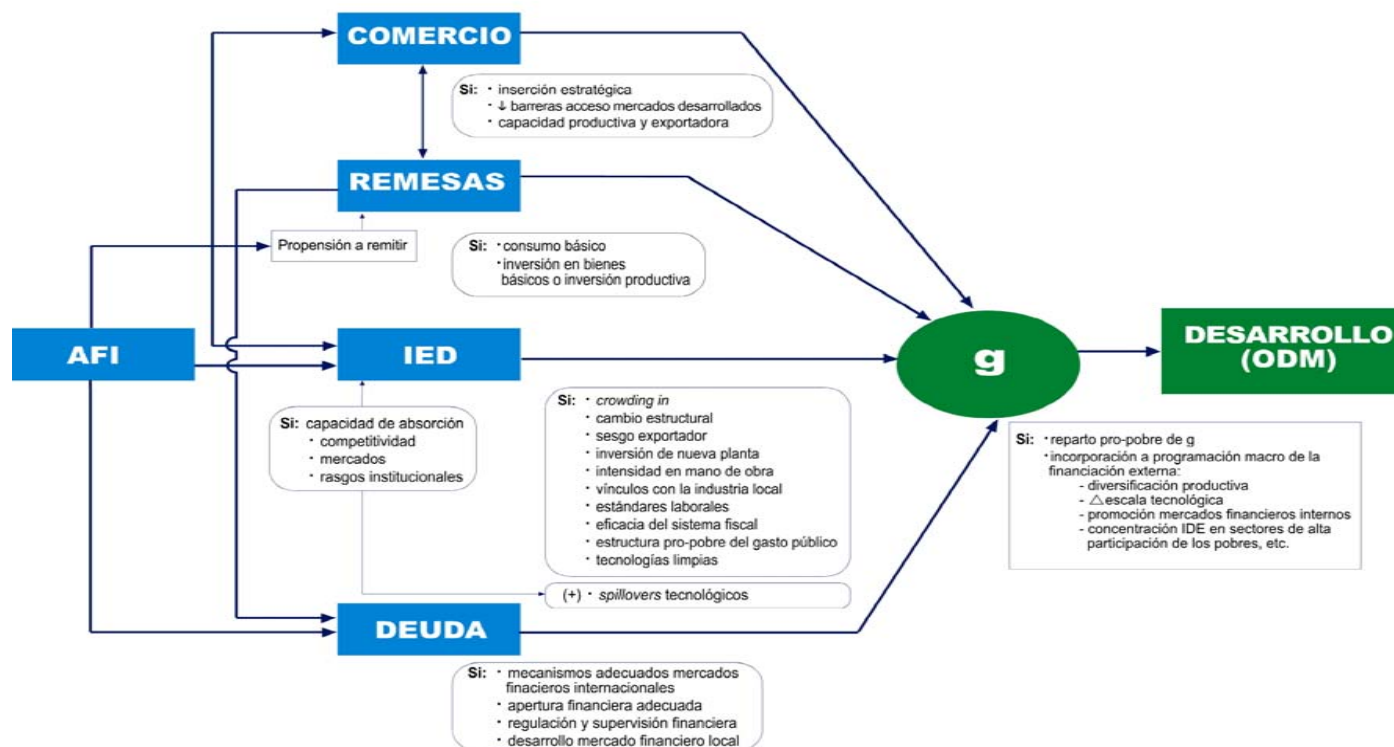 COMERCIO
Si: · inserción estratégica
· ↓ barreras acceso mercados desarrollados
· capacidad productiva y exportadora
REMESAS
Propensión a remitir
Si: · consumo básico
· inversión en bienes
básicos o inversión productiva
AFI
IED
g
DESARROLLO
(ODM)
Si: capacidad de absorción
· competitividad
· mercados
· rasgos institucionales
Si: · crowding in
· cambio estructural
· sesgo exportador
· inversión de nueva planta
· intensidad en mano de obra
· vínculos con la industria local
· estándares laborales
· eficacia del sistema fiscal
· estructura pro-pobre del gasto público
· tecnologías limpias
(+) · spillovers tecnológicos
Si: · reparto pro-pobre de g
· incorporación a programación macro de la
financiación externa:
- diversificación productiva
- △ escala tecnológica
- promoción mercados financieros internos
- concentración IDE en sectores de alta
participación de los pobres, etc.
DEUDA
Si: · mecanismos adecuados mercados
finacieros internacionales
· apertura financiera adecuada
· regulación y supervisión financiera
· desarrollo mercado financiero local